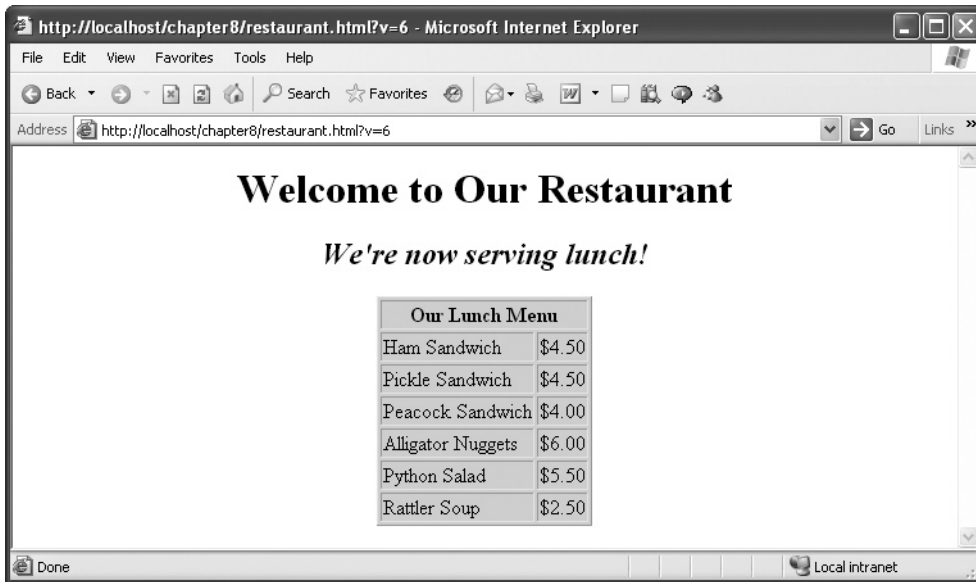 http://localhost/chapter8/restaurant.html?v=6 - Microsoft Internet Explorer
File Edit View Favorites Tools Help
Back Search Favorites
Address http://localhost/chapter8/restaurant.html?v=6 Go Links »
Welcome to Our Restaurant
We're now serving lunch!
Our Lunch Menu
Ham Sandwich $4.50
Pickle Sandwich $4.50
Peacock Sandwich $4.00
Alligator Nuggets $6.00
Python Salad $5.50
Rattler Soup $2.50
Done Local intranet